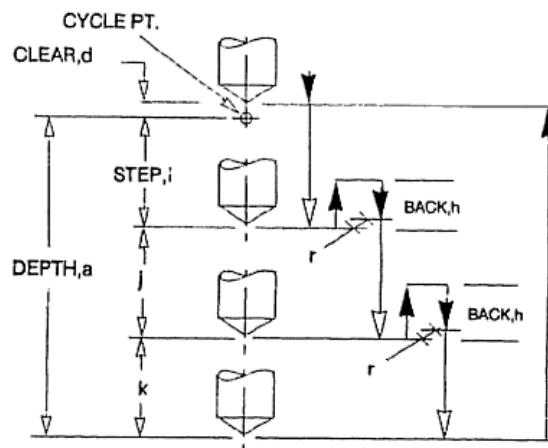 CYCLE PT.
CLEAR,d
STEP,i
BACK,h
r
DEPTH,a
j
BACK,h
r
k